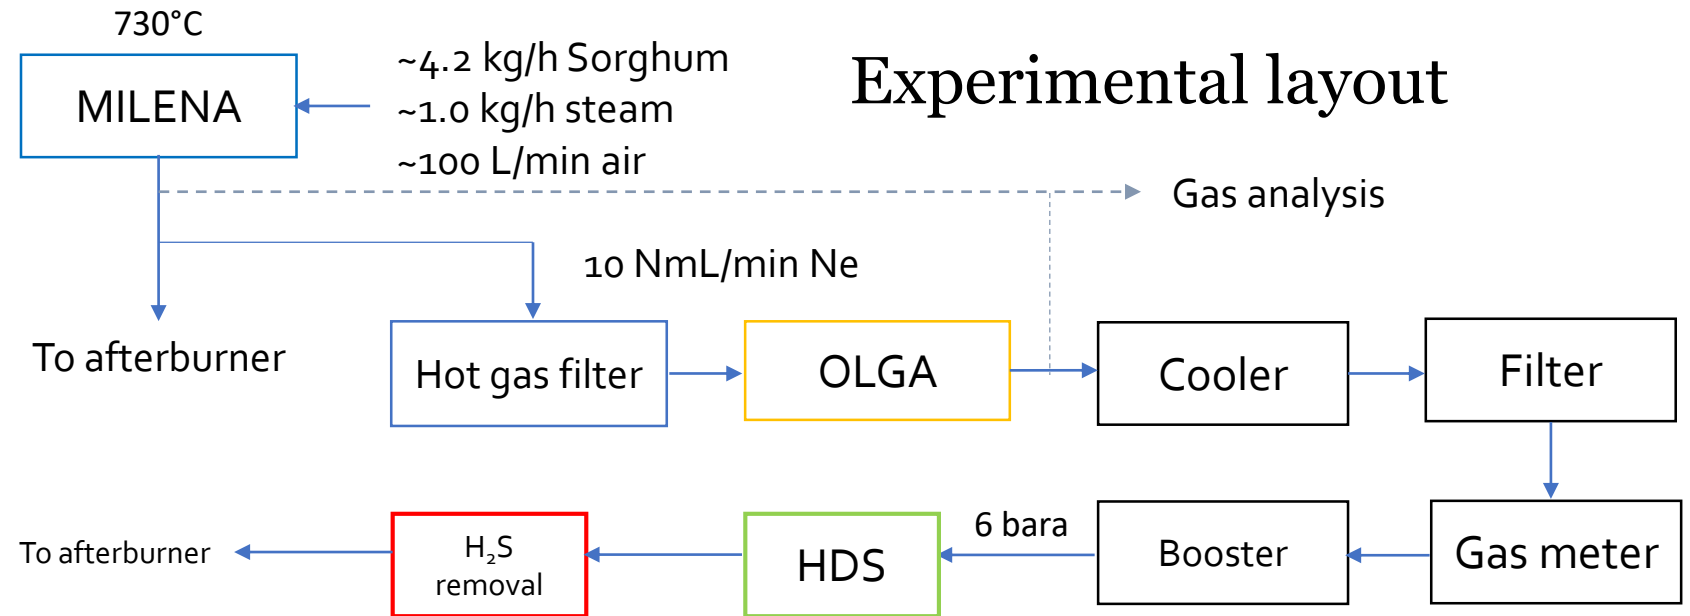 730°C
MILENA
~4.2 kg/h Sorghum
~1.0 kg/h steam
~100 L/min air
Experimental layout
Gas analysis
10 NmL/min Ne
To afterburner
Hot gas filter
OLGA
Cooler
Filter
To afterburner
H₂S
removal
HDS
6 bara
Booster
Gas meter